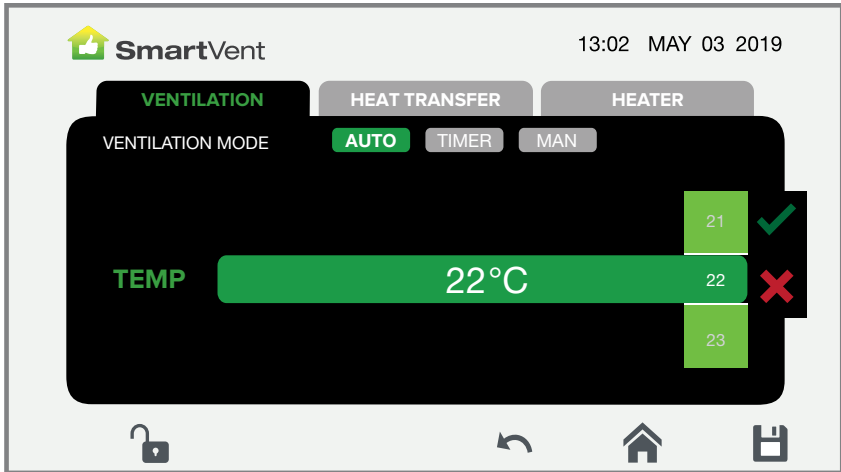 SmartVent 13:02 MAY 03 2019
VENTILATION HEAT TRANSFER HEATER
VENTILATION MODE AUTO TIMER MAN
21
TEMP 22°C 22
23